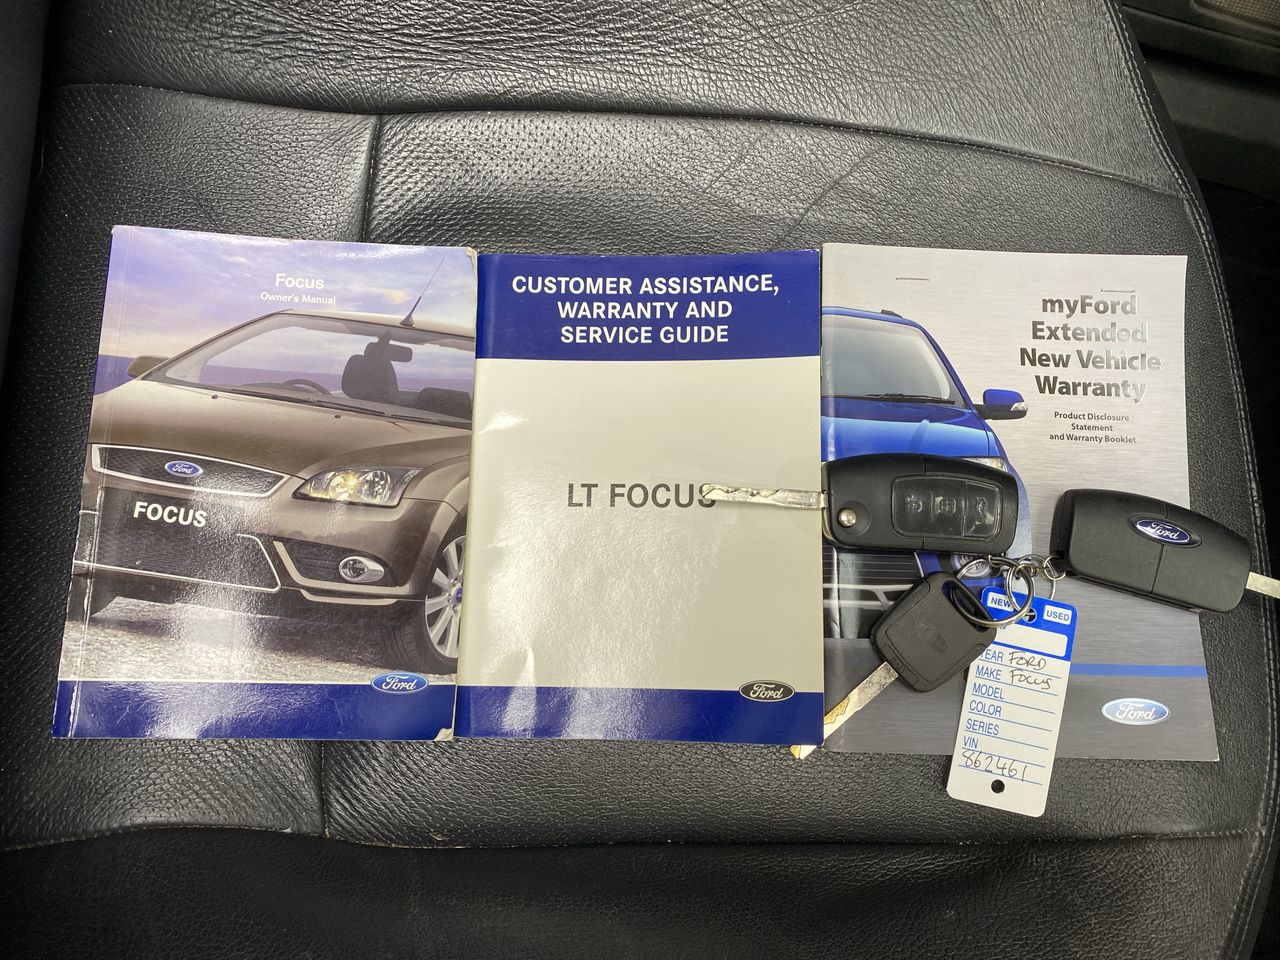 Focus
Owner's Manual
Ford
FOCUS
Ford
CUSTOMER ASSISTANCE,
WARRANTY AND
SERVICE GUIDE
LT FOCUS
Ford
myFord
Extended
New Vehicle
Warranty
Product Disclosure
Statement
and Warranty Booklet
Ford
Ford
NEW USED
YEAR FORD
MAKE FOCUS
MODEL
COLOR
SERIES
VIN
862461